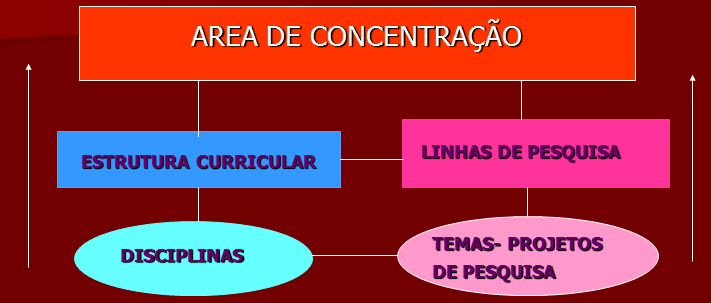 AREA DE CONCENTRAÇÃO
ESTRUTURA CURRICULAR
LINHAS DE PESQUISA
DISCIPLINAS
TEMAS- PROJETOS
DE PESQUISA